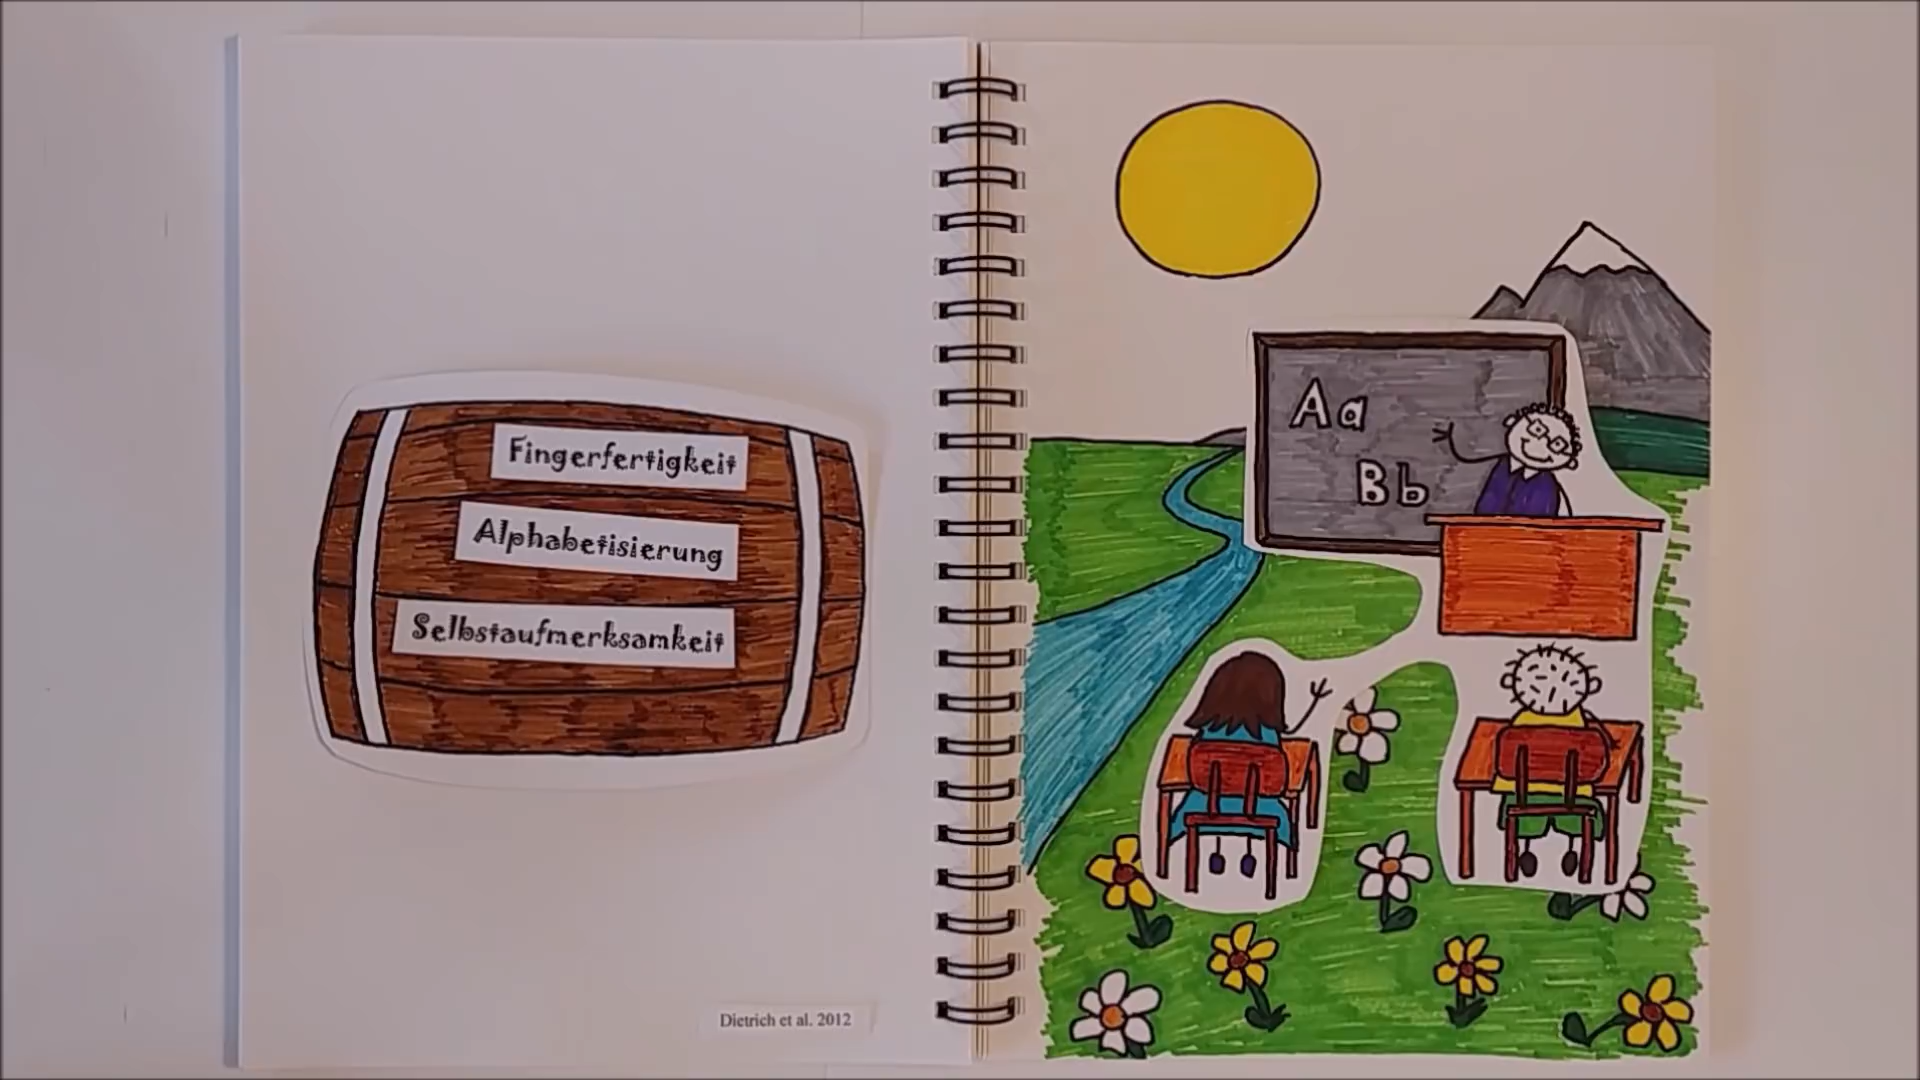 Fingerfertigkeit
Alphabetisierung
Selbstaufmerksamkeit
Dietrich et al. 2012
Aa
Bb